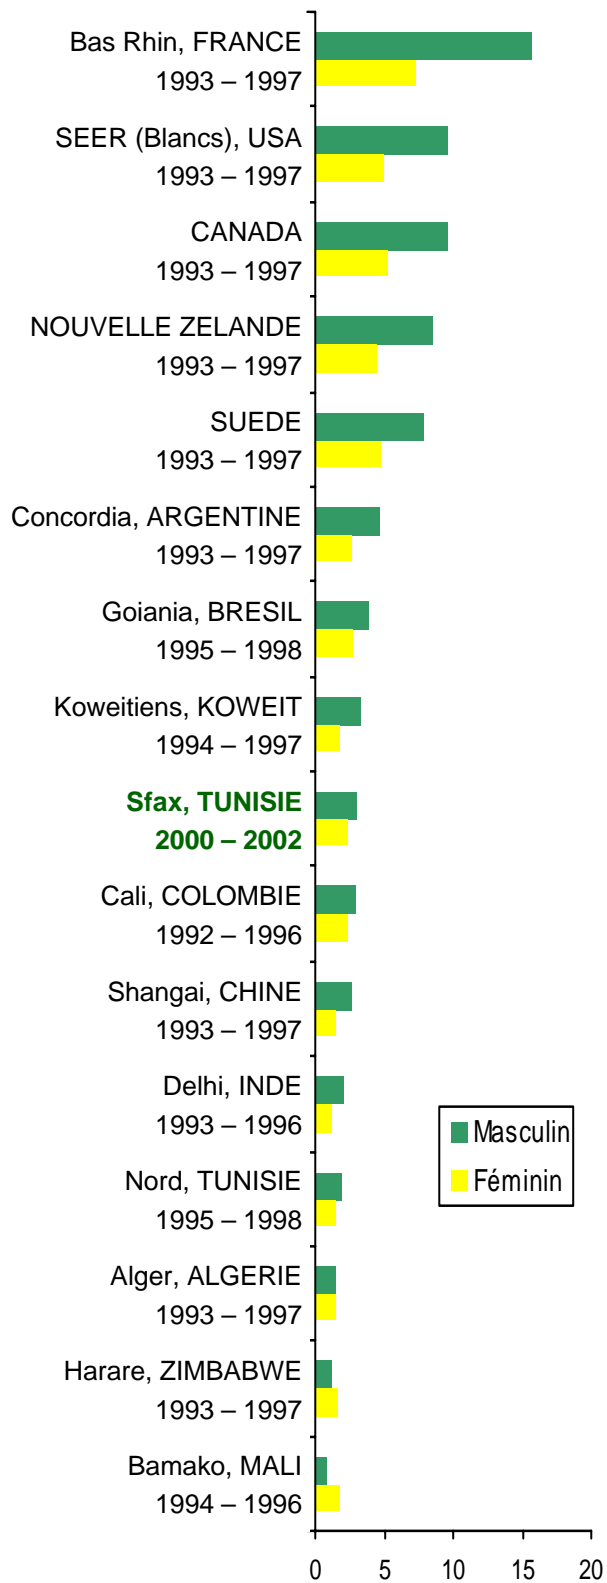 Bas Rhin, FRANCE
1993 – 1997
SEER (Blancs), USA
1993 – 1997
CANADA
1993 – 1997
NOUVELLE ZELANDE
1993 – 1997
SUEDE
1993 – 1997
Concordia, ARGENTINE
1993 – 1997
Goiania, BRESIL
1995 – 1998
Koweitiens, KOWEIT
1994 – 1997
Sfax, TUNISIE
2000 – 2002
Cali, COLOMBIE
1992 – 1996
Shangai, CHINE
1993 – 1997
Delhi, INDE
1993 – 1996
Masculin
Féminin
Nord, TUNISIE
1995 – 1998
Alger, ALGERIE
1993 – 1997
Harare, ZIMBABWE
1993 – 1997
Bamako, MALI
1994 – 1996
0 5 10 15 20